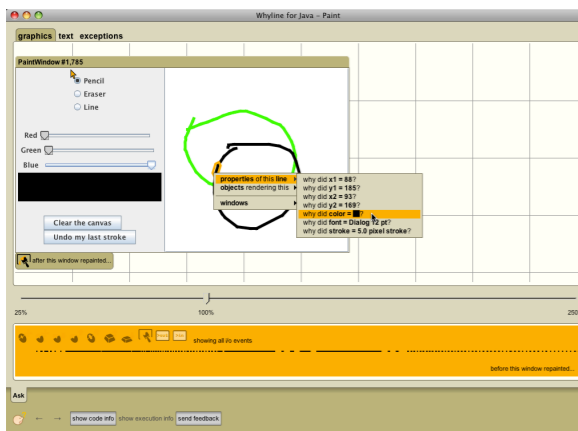 Whyline for Java – Paint
graphics text exceptions
PaintWindow #1,785
Pencil
Eraser
Line
Red
Green
Blue
properties of this line
objects rendering this
windows
why did x1 = 88?
why did y1 = 185?
why did x2 = 93?
why did y2 = 169?
why did color = ?
why did font = Dialog 12 pt?
why did stroke = 5.0 pixel stroke?
Clear the canvas
Undo my last stroke
after this window repainted...
25% 100% 250
showing all i/o events
before this window repainted...
Ask
show code info show execution info send feedback